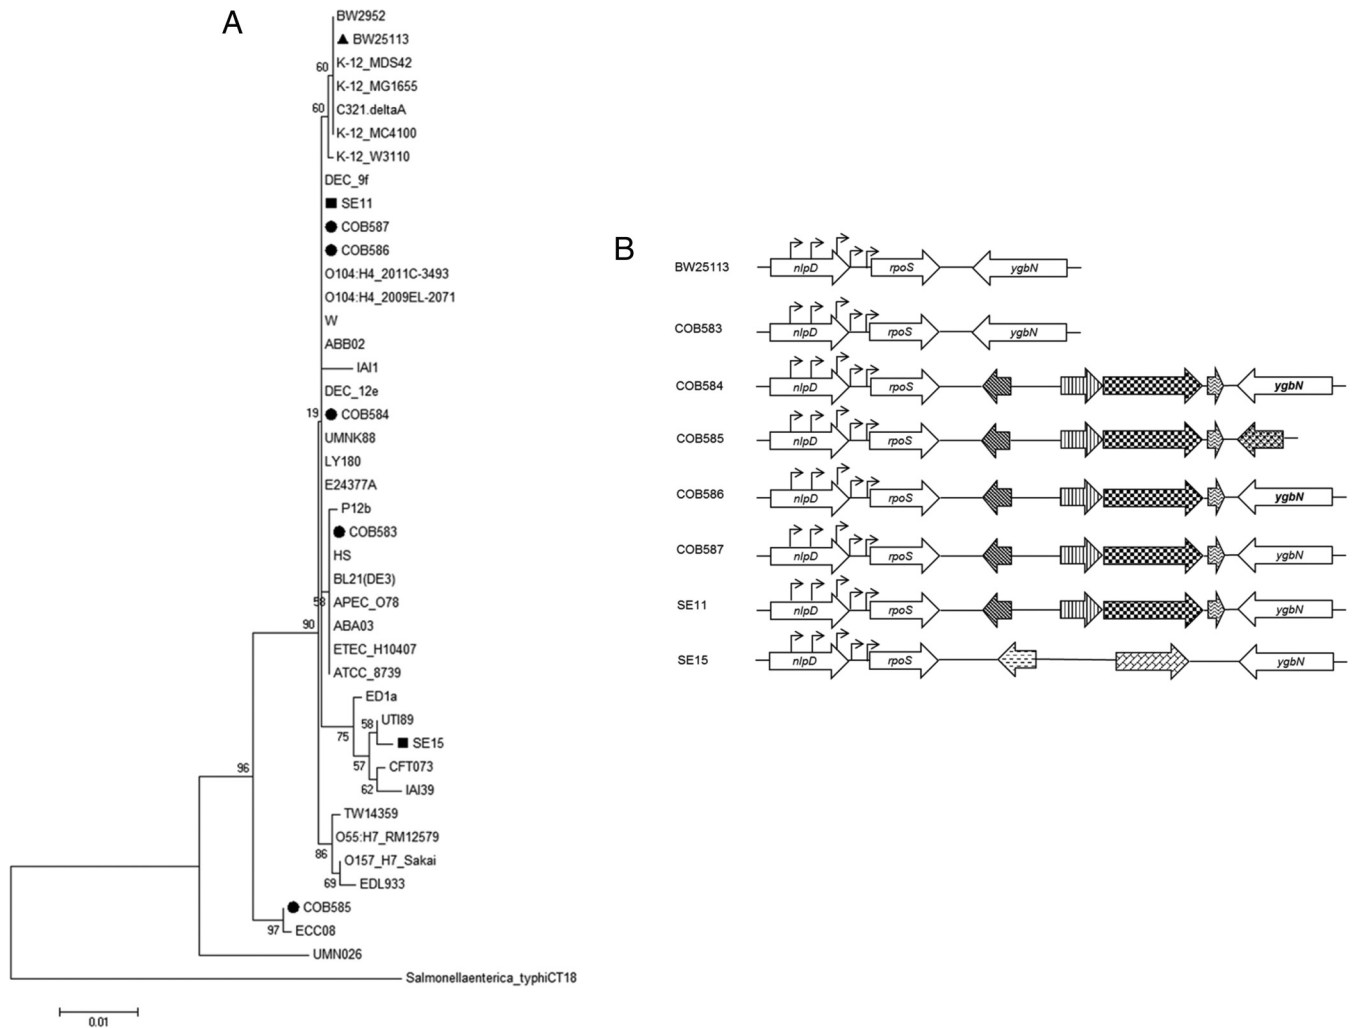 A
BW2952
BW25113
K-12_MDS42
60
K-12_MG1655
60
C321.deltaA
K-12_MC4100
K-12_W3110
DEC_9f
SE11
COB587
COB586
O104:H4_2011C-3493
O104:H4_2009EL-2071
W
ABB02
IAI1
DEC_12e
19
COB584
UMNK88
LY180
E24377A
P12b
COB583
HS
BL21(DE3)
58
APEC_O78
90
ABA03
ETEC_H10407
ATCC_8739
ED1a
58
UTI89
75
SE15
57
CFT073
62
IAI39
96
TW14359
O55:H7_RM12579
86
O157_H7_Sakai
69
EDL933
COB585
97
ECC08
UMN026
Salmonellaenterica_typhiCT18
0.01
B
BW25113 nlpD rpoS ygbN
COB583 nlpD rpoS ygbN
COB584 nlpD rpoS ygbN
COB585 nlpD rpoS
COB586 nlpD rpoS ygbN
COB587 nlpD rpoS ygbN
SE11 nlpD rpoS ygbN
SE15 nlpD rpoS ygbN